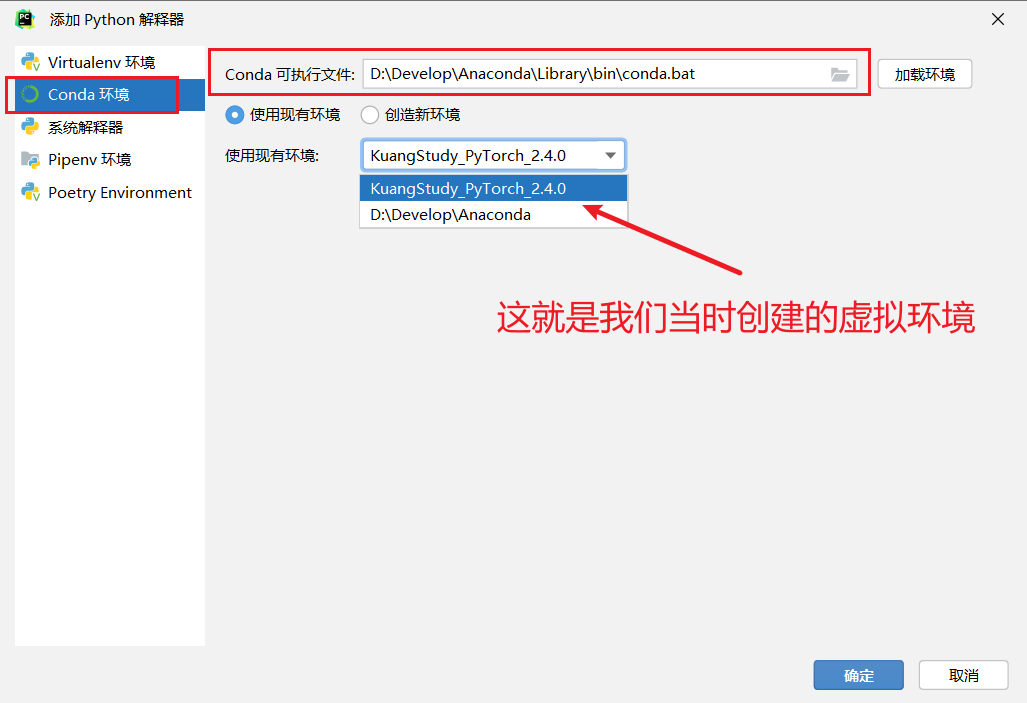 添加 Python 解释器
Virtualenv 环境
Conda 环境
系统解释器
Pipenv 环境
Poetry Environment
Conda 可执行文件: D:\Develop\Anaconda\Library\bin\conda.bat 加载环境
使用现有环境 创造新环境
使用现有环境: KuangStudy_PyTorch_2.4.0
KuangStudy_PyTorch_2.4.0
D:\Develop\Anaconda
这就是我们当时创建的虚拟环境
确定 取消